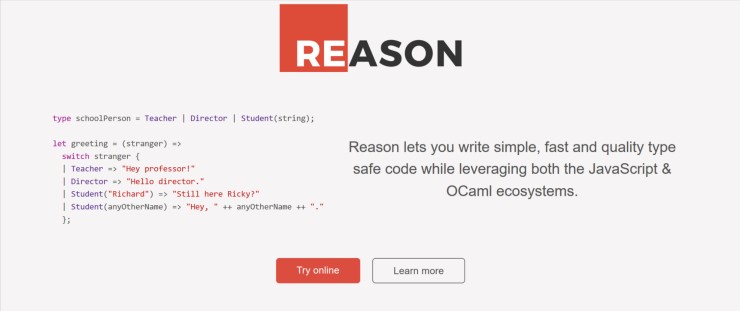 REASON
type schoolPerson = Teacher | Director | Student(string);
let greeting = (stranger) =>
switch stranger {
| Teacher => "Hey professor!"
| Director => "Hello director."
| Student("Richard") => "Still here Ricky?"
| Student(anyOtherName) => "Hey, " ++ anyOtherName ++ "."
};
Reason lets you write simple, fast and quality type
safe code while leveraging both the JavaScript &
OCaml ecosystems.
Try online
Learn more